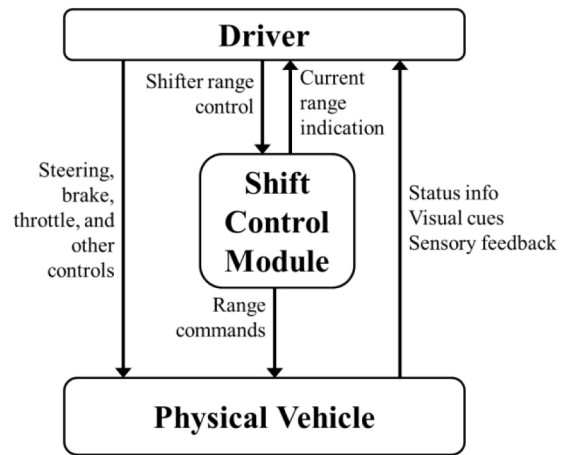 Driver
Shifter range
control
Current
range
indication
Steering,
brake,
throttle, and
other
controls
Shift
Control
Module
Status info
Visual cues
Sensory feedback
Range
commands
Physical Vehicle